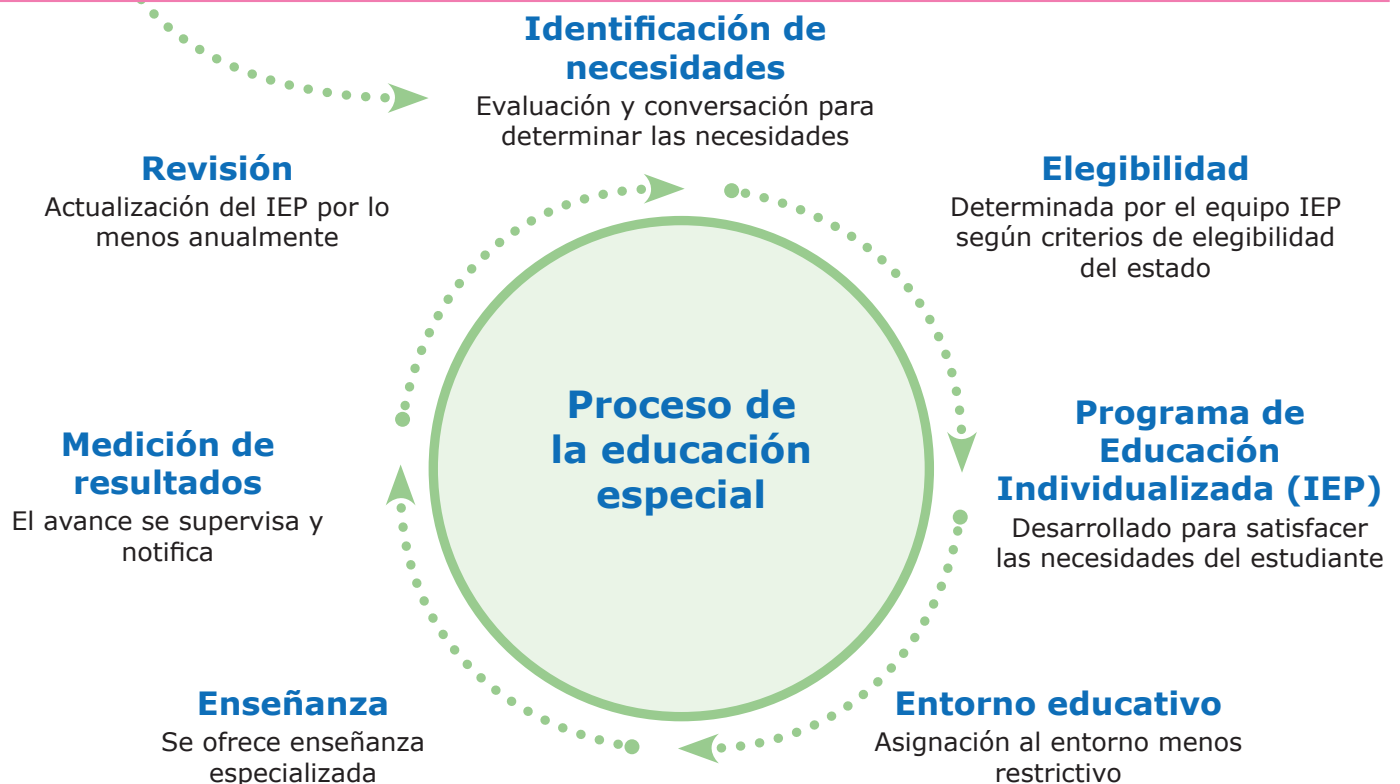 Identificación de
necesidades
Evaluación y conversación para
determinar las necesidades
Elegibilidad
Determinada por el equipo IEP
según criterios de elegibilidad
del estado
Programa de
Educación
Individualizada (IEP)
Desarrollado para satisfacer
las necesidades del estudiante
Entorno educativo
Asignación al entorno menos
restrictivo
Enseñanza
Se ofrece enseñanza
especializada
Medición de
resultados
El avance se supervisa y
notifica
Revisión
Actualización del IEP por lo
menos anualmente
Proceso de
la educación
especial